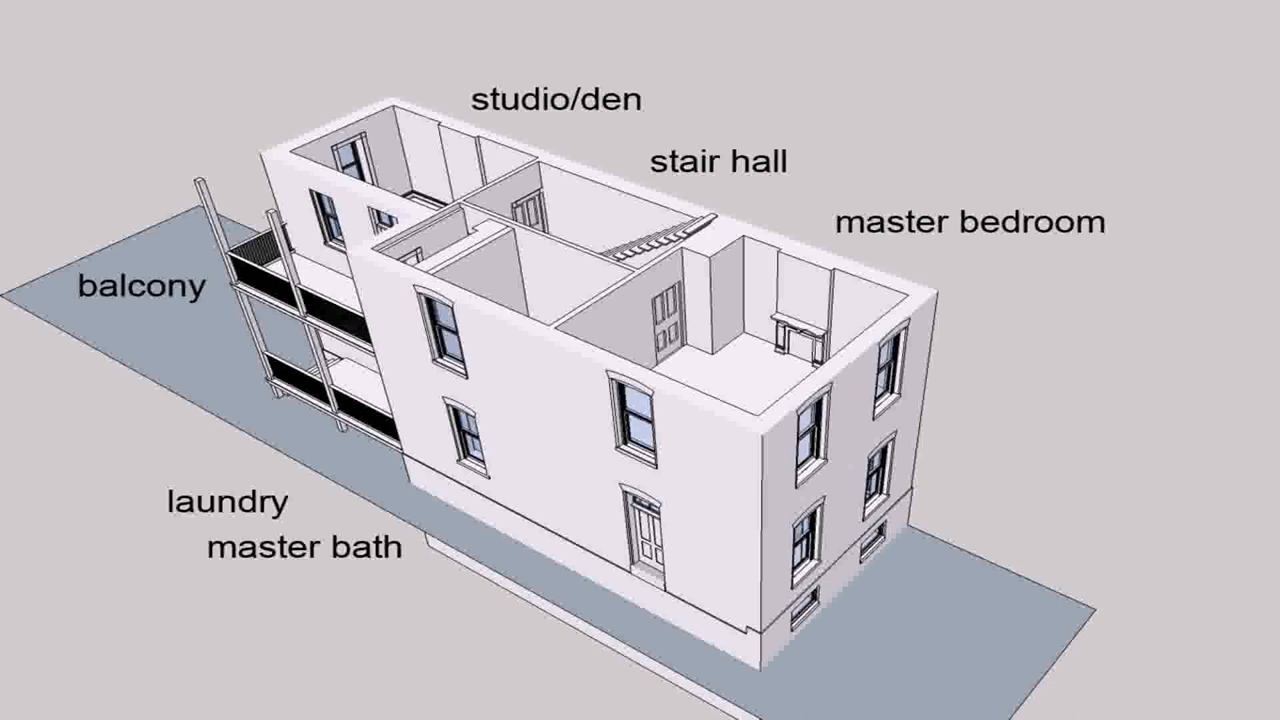 studio/den
stair hall
master bedroom
balcony
laundry
master bath